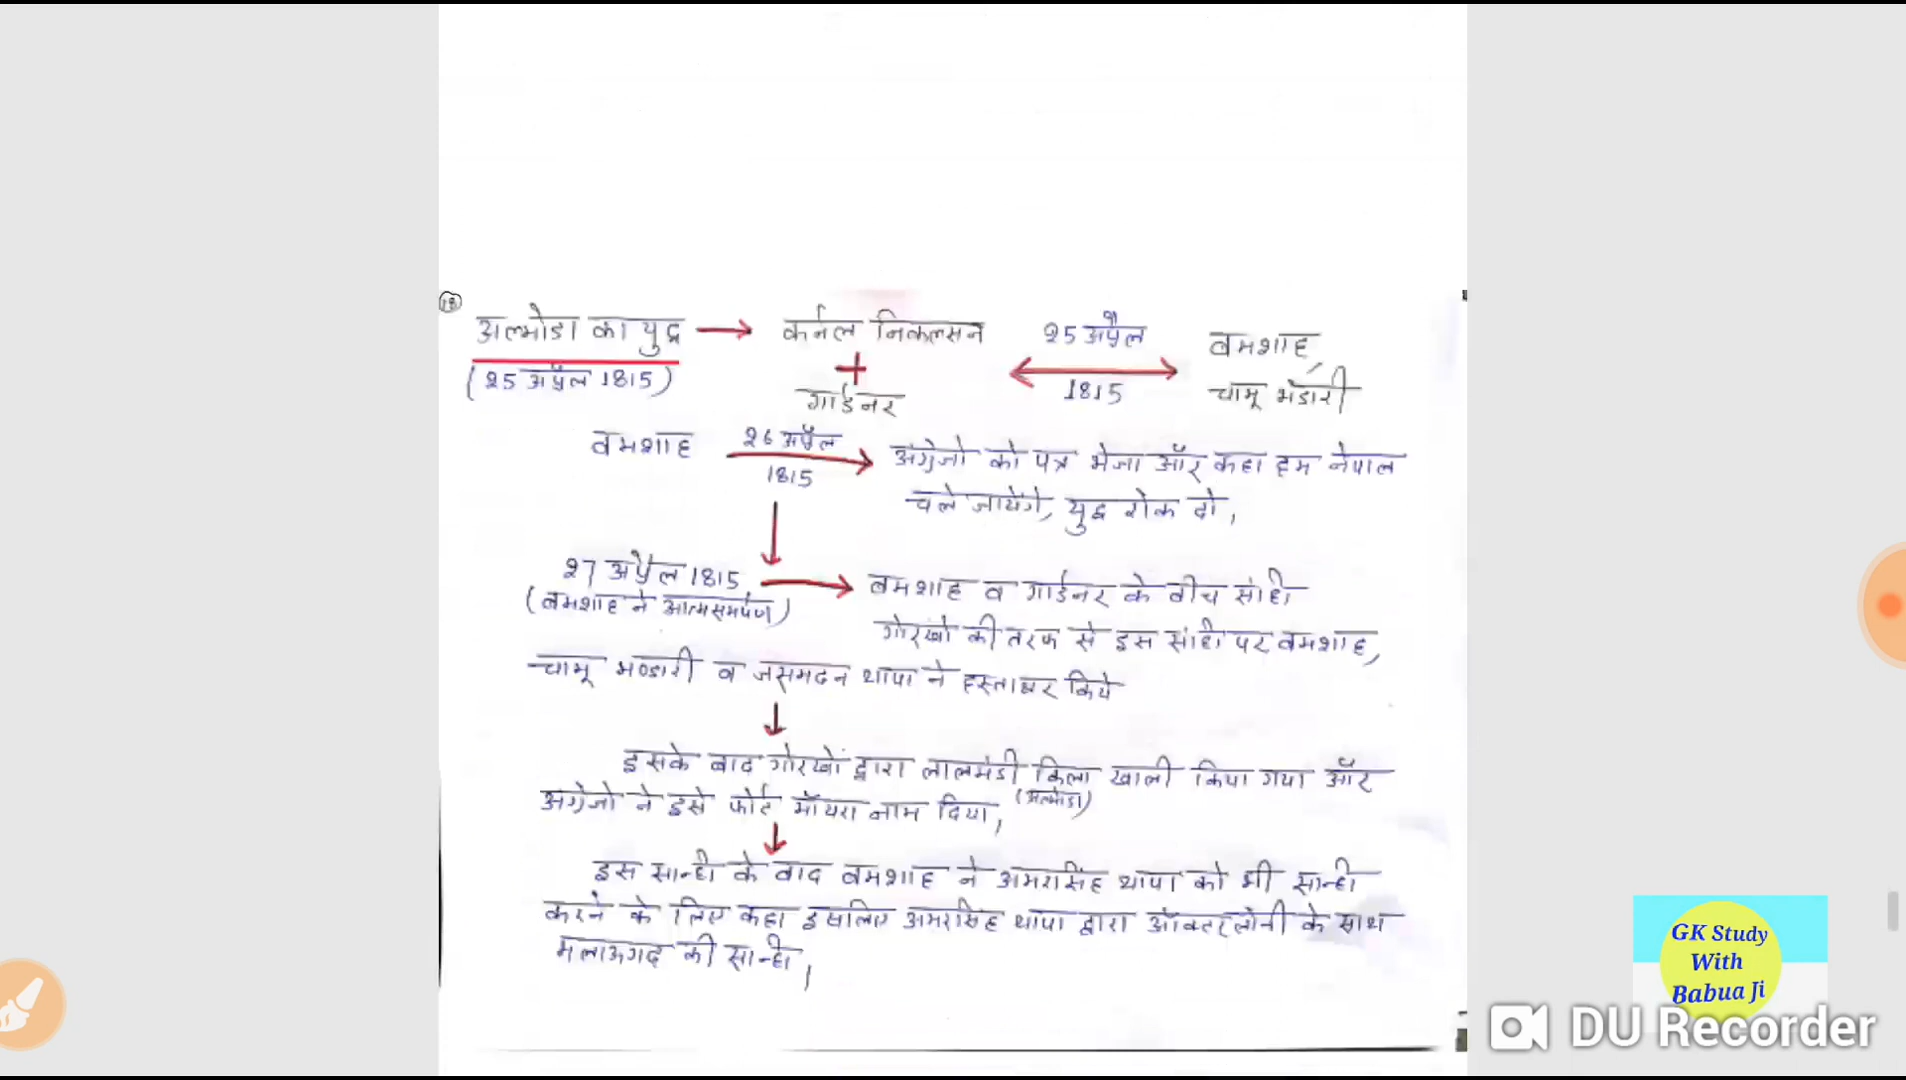 18
अल्मोडा का युद्ध → कर्नल निकलसन 25 अप्रैल बमशाह,
(25 अप्रैल 1815) + 1815 चामू भंडारी
गार्डनर
बमशाह 26 अप्रैल अंग्रेजो को पत्र भेजा और कहा हम नेपाल
1815 चले जायेंगे, युद्ध रोक दो,
27 अप्रैल 1815 → बमशाह व गार्डनर के बीच संधि
(बमशाह ने आत्मसमर्पण)
गोरखो की तरफ से इस संधि पर बमशाह,
चामू भण्डारी व जसमदन थापा ने हस्ताक्षर किये
इसके बाद गोरखों द्वारा लालमंडी किला खाली किया गया और
(अल्मोडा)
अंग्रेजो ने इसे फोर्ट मॉयरा नाम दिया,
इस सन्धि के बाद बमशाह ने अमरसिंह थापा को भी सन्धि
करने के लिए कहा इसलिए अमरसिंह थापा द्वारा ऑक्टरलोनी के साथ
मलाऊगढ की सन्धि,
GK Study
With
Babua Ji
DU Recorder